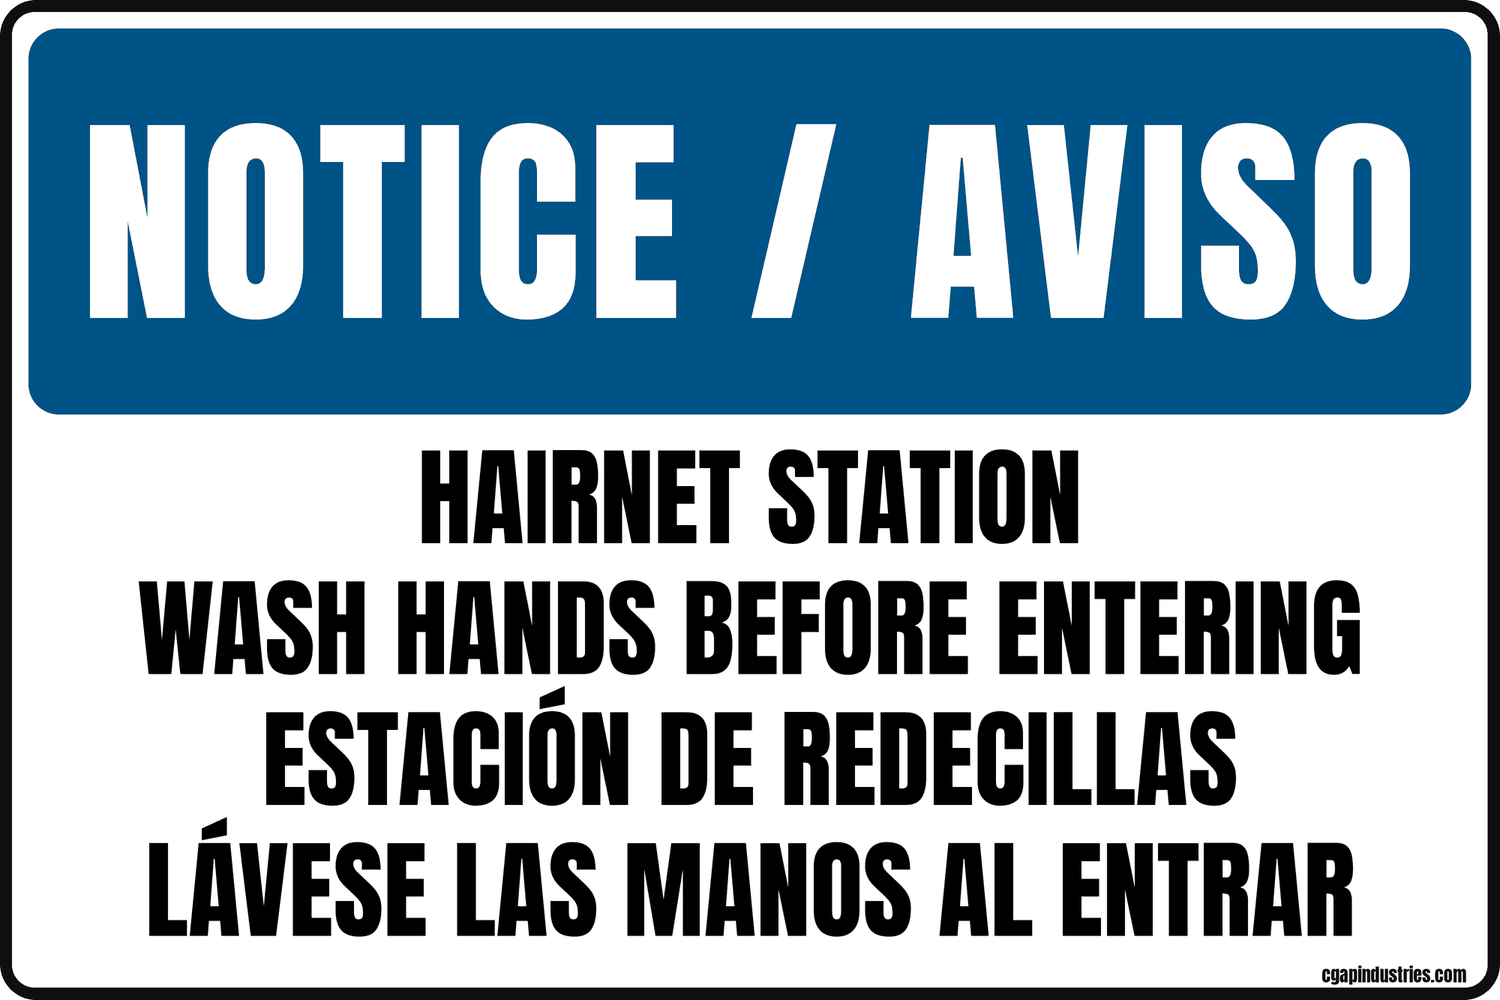 NOTICE / AVISO
HAIRNET STATION
WASH HANDS BEFORE ENTERING
ESTACIÓN DE REDECILLAS
LÁVESE LAS MANOS AL ENTRAR
cgapindustries.com